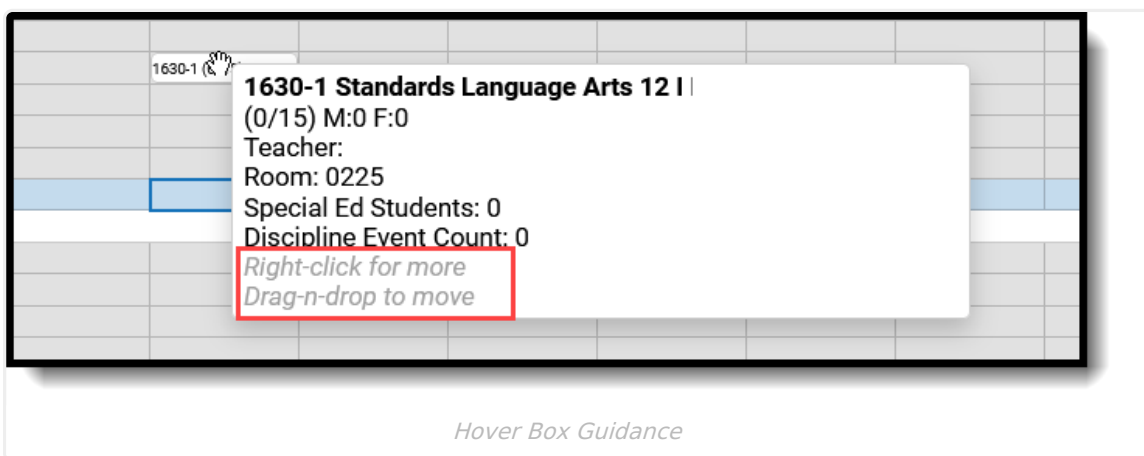 1630-1 (
1630-1 Standards Language Arts 12 I
(0/15) M:0 F:0
Teacher:
Room: 0225
Special Ed Students: 0
Discipline Event Count: 0
Right-click for more
Drag-n-drop to move
Hover Box Guidance